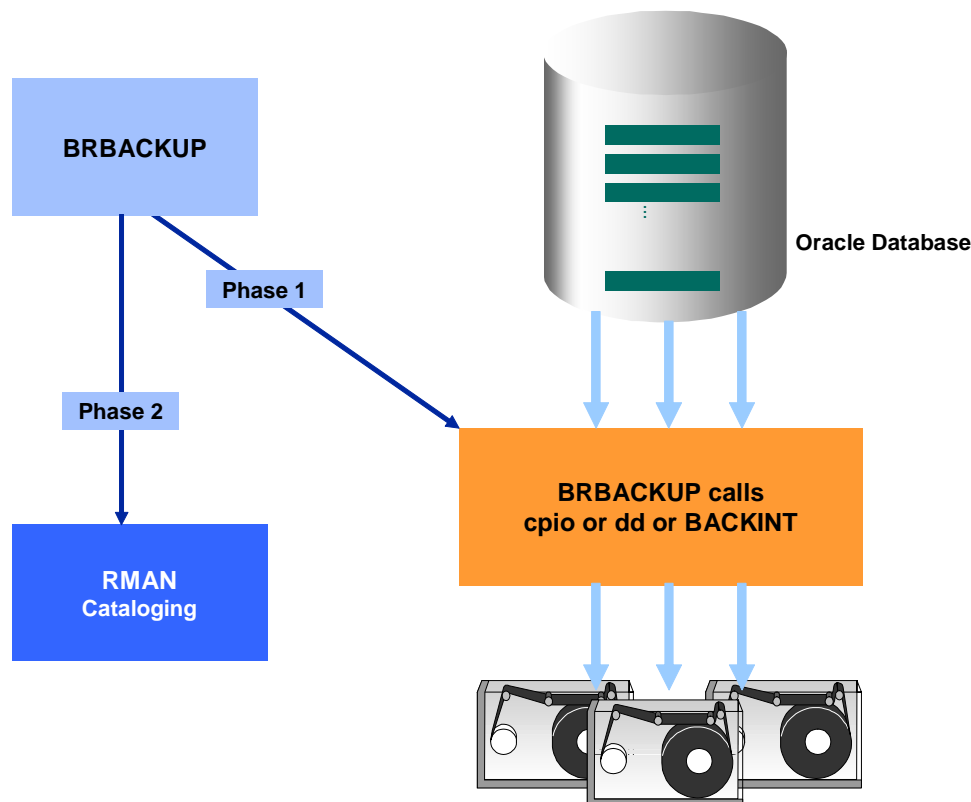 BRBACKUP
Oracle Database
Phase 1
Phase 2
BRBACKUP calls
cpio or dd or BACKINT
RMAN
Cataloging